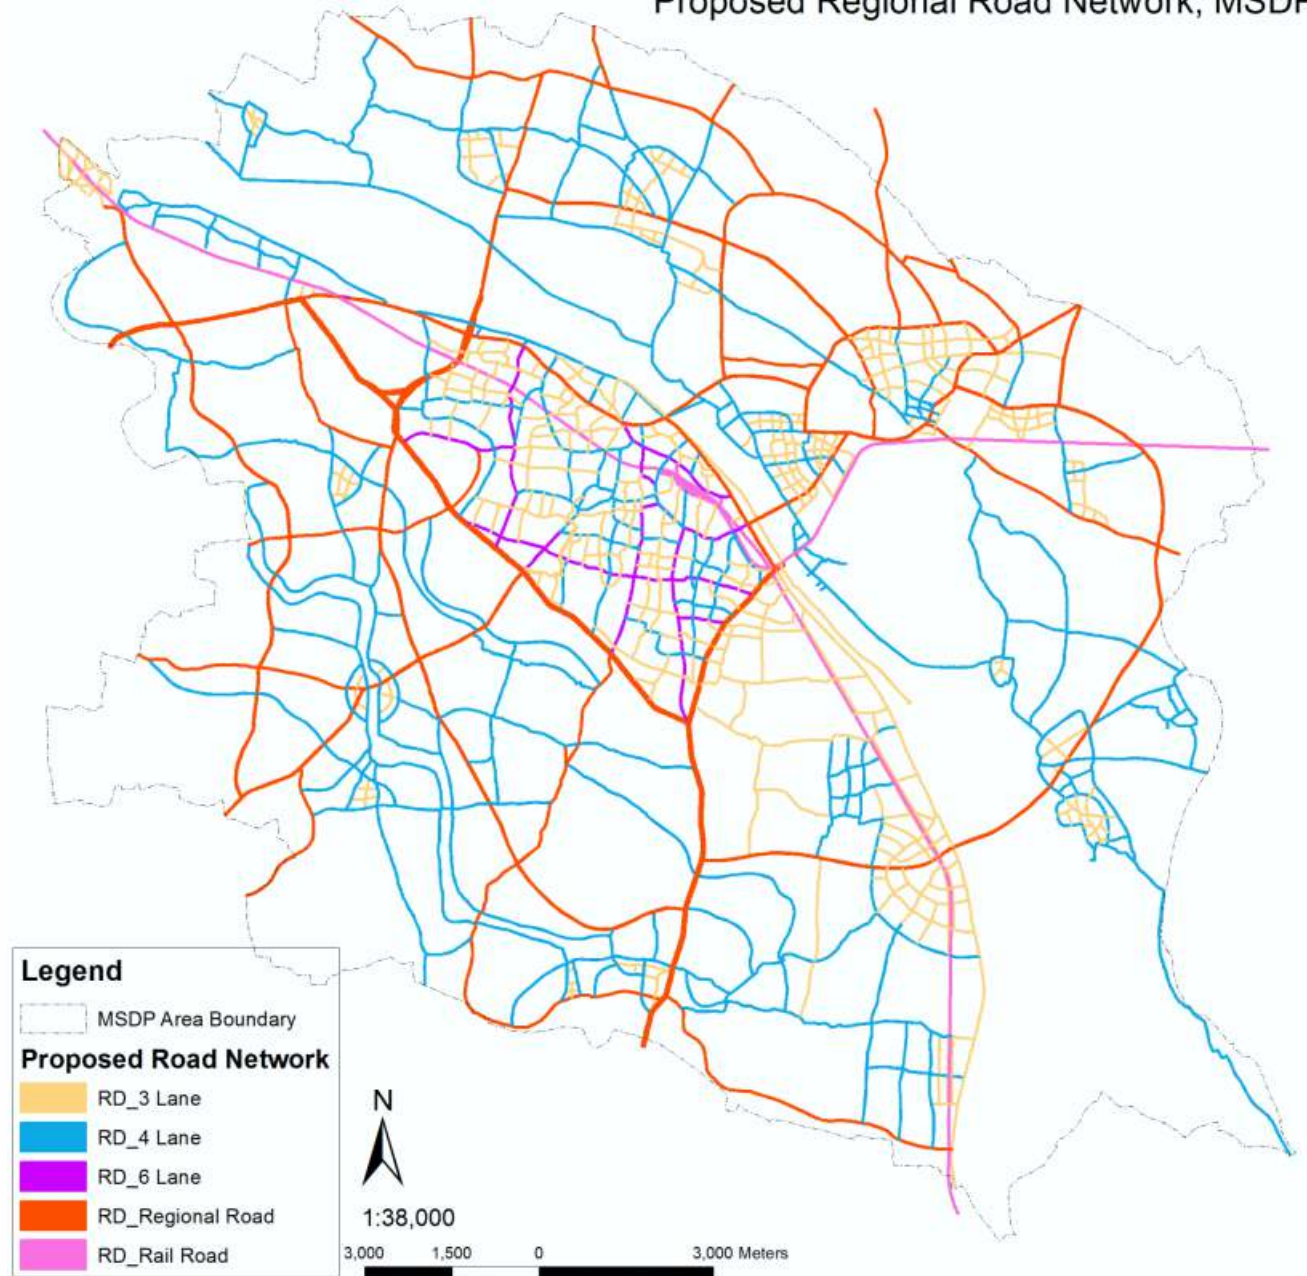 Proposed Regional Road Network, MSDP
Legend
MSDP Area Boundary
Proposed Road Network
RD_3 Lane
RD_4 Lane
RD_6 Lane
RD_Regional Road
RD_Rail Road
N
1:38,000
3,000 1,500 0 3,000 Meters